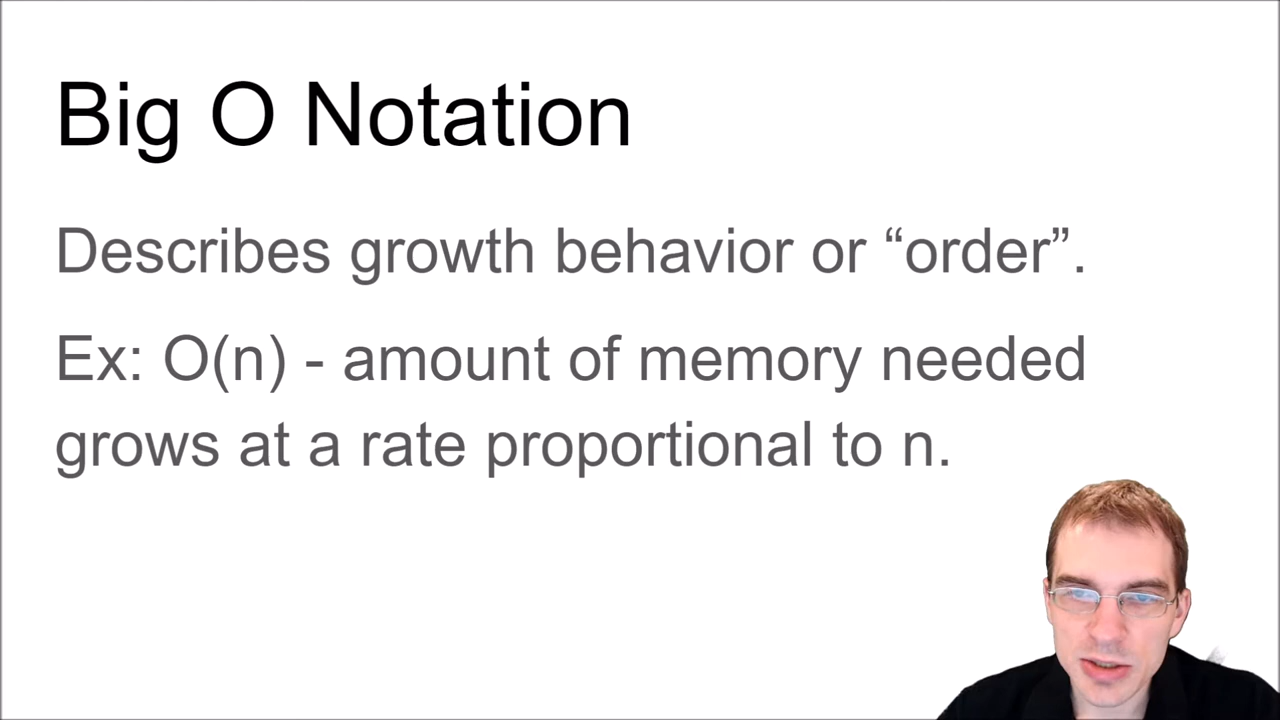 Big O Notation
Describes growth behavior or “order”.
Ex: O(n) - amount of memory needed
grows at a rate proportional to n.